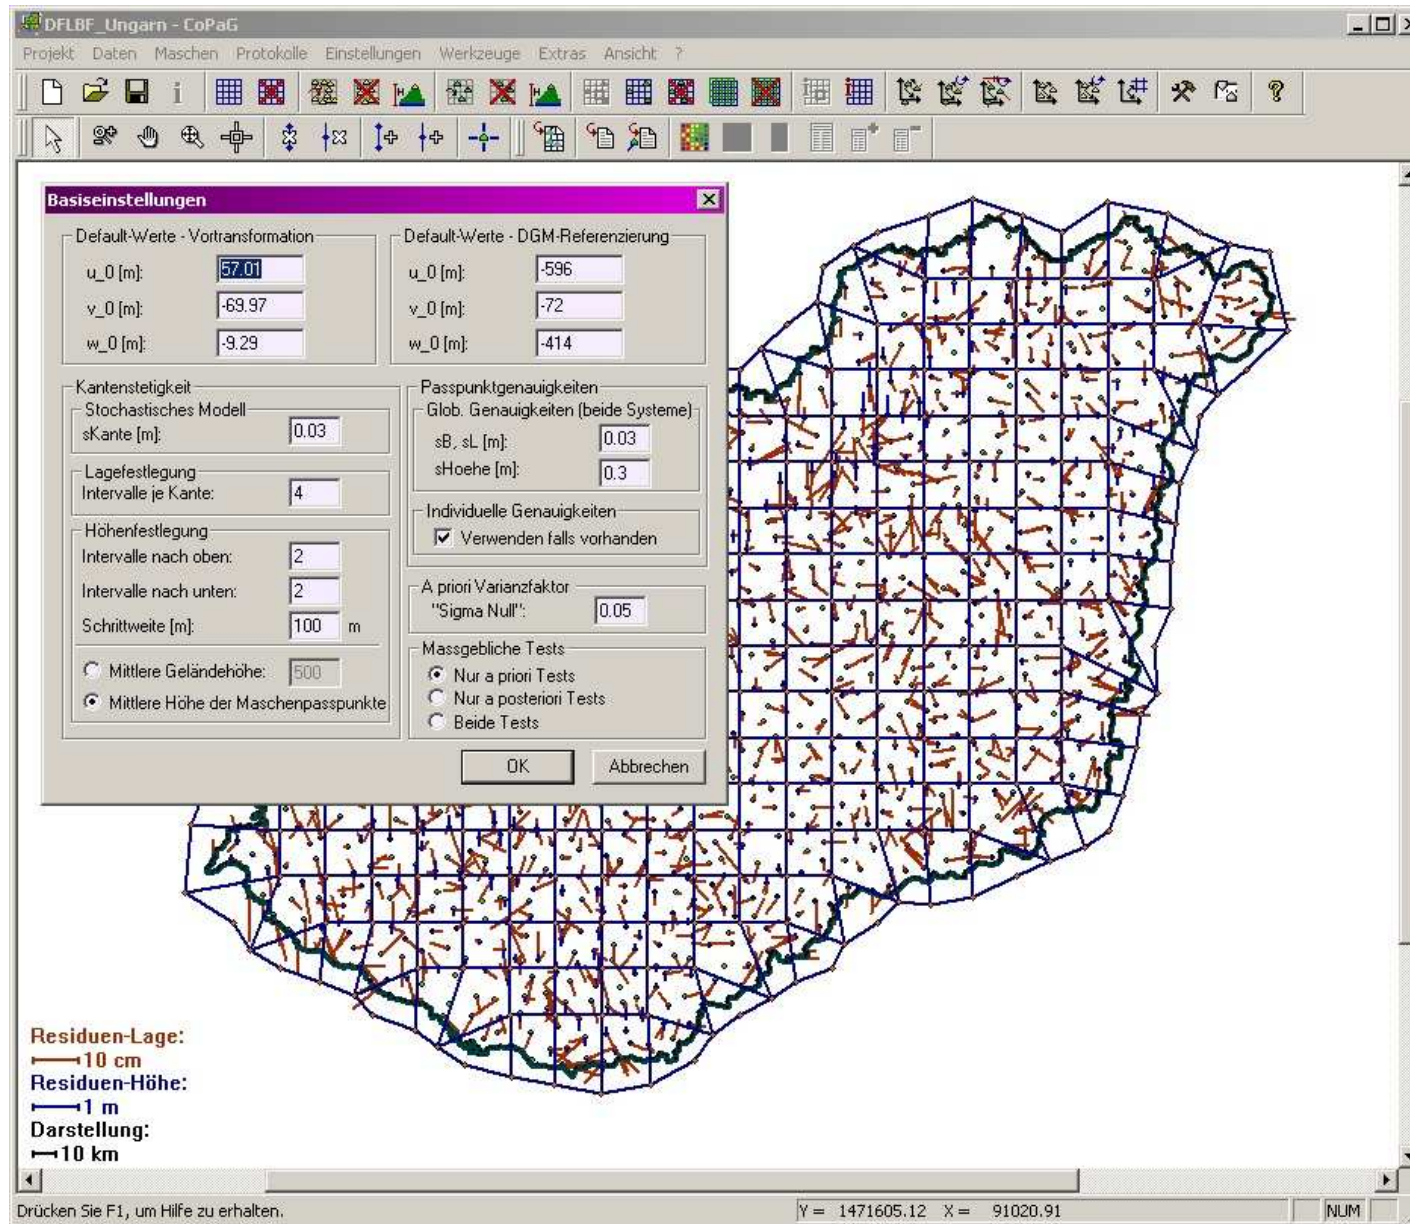 DFLBF_Ungarn - CoPaG
Projekt Daten Maschen Protokolle Einstellungen Werkzeuge Extras Ansicht ?
Basiseinstellungen
Default-Werte - Vortransformation
u_0 [m]: 57.01
v_0 [m]: -69.97
w_0 [m]: -9.29
Default-Werte - DGM-Referenzierung
u_0 [m]: -596
v_0 [m]: -72
w_0 [m]: -414
Kantenstetigkeit
Stochastisches Modell
sKante [m]: 0.03
Lagefestlegung
Intervalle je Kante: 4
Höhenfestlegung
Intervalle nach oben: 2
Intervalle nach unten: 2
Schrittweite [m]: 100 m
Mittlere Geländehöhe: 500
Mittlere Höhe der Maschenpasspunkte
Passpunktgenauigkeiten
Glob. Genauigkeiten (beide Systeme)
sB, sL [m]: 0.03
sHoehe [m]: 0.3
Individuelle Genauigkeiten
Verwenden falls vorhanden
A priori Varianzfaktor
"Sigma Null": 0.05
Massgebliche Tests
Nur a priori Tests
Nur a posteriori Tests
Beide Tests
OK Abbrechen
Residuen-Lage:
10 cm
Residuen-Höhe:
1 m
Darstellung:
10 km
Drücken Sie F1, um Hilfe zu erhalten. Y = 1471605.12 X = 91020.91 NUM